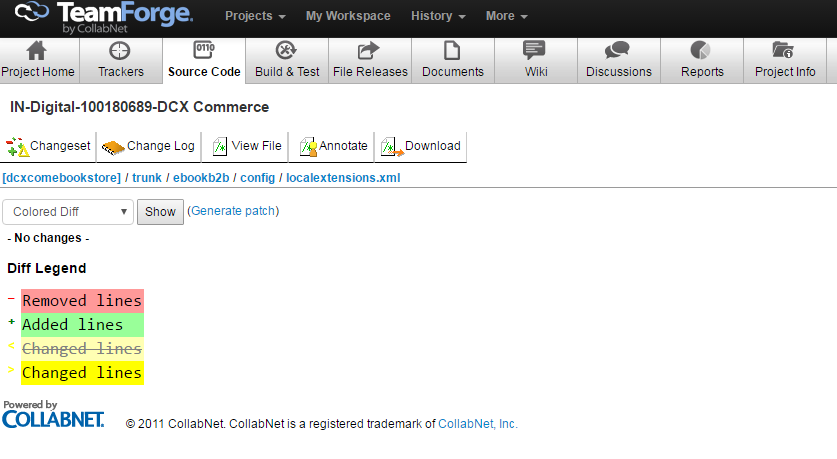 TeamForge.
by CollabNet
Projects My Workspace History More
Project Home Trackers Source Code Build & Test File Releases Documents Wiki Discussions Reports Project Info
IN-Digital-100180689-DCX Commerce
Changeset Change Log View File Annotate Download
[dcxcomebookstore] / trunk / ebookb2b / config / localextensions.xml
Colored Diff Show (Generate patch)
- No changes -
Diff Legend
- Removed lines
+ Added lines
< Changed lines
> Changed lines
Powered by
COLLABNET.
© 2011 CollabNet. CollabNet is a registered trademark of CollabNet, Inc.